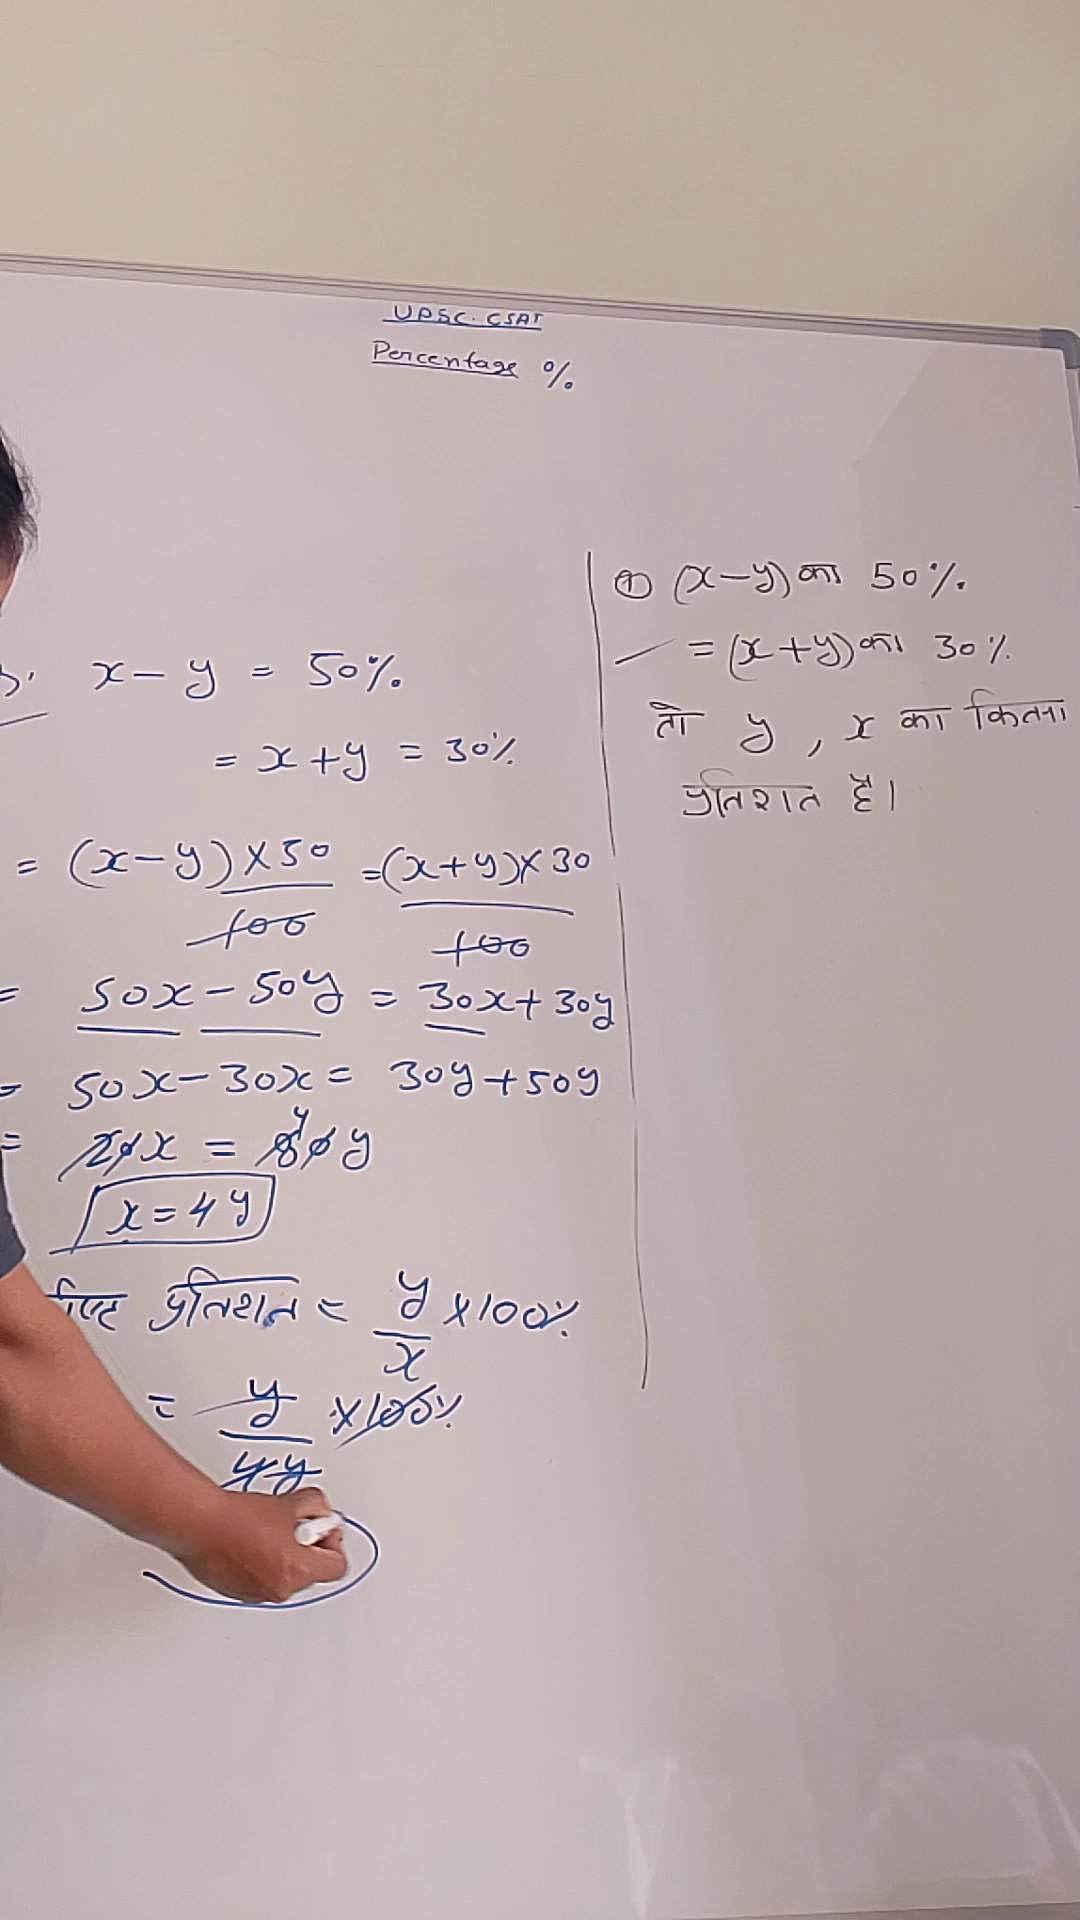 UPSC. CSAT
Percentage %
① (x-y) का 50%.
= (x+y) का 30%.
तो y, x का कितना
प्रतिशत है।
x - y = 50%.
= x + y = 30%
= (x-y) × 50 = (x+y) × 30
100 100
= 50x - 50y = 30x + 30y
= 50x - 30x = 30y + 50y
= 20x = 80y 4
x = 4y
प्रतिशत = y × 100%
x
= y × 100%
4y